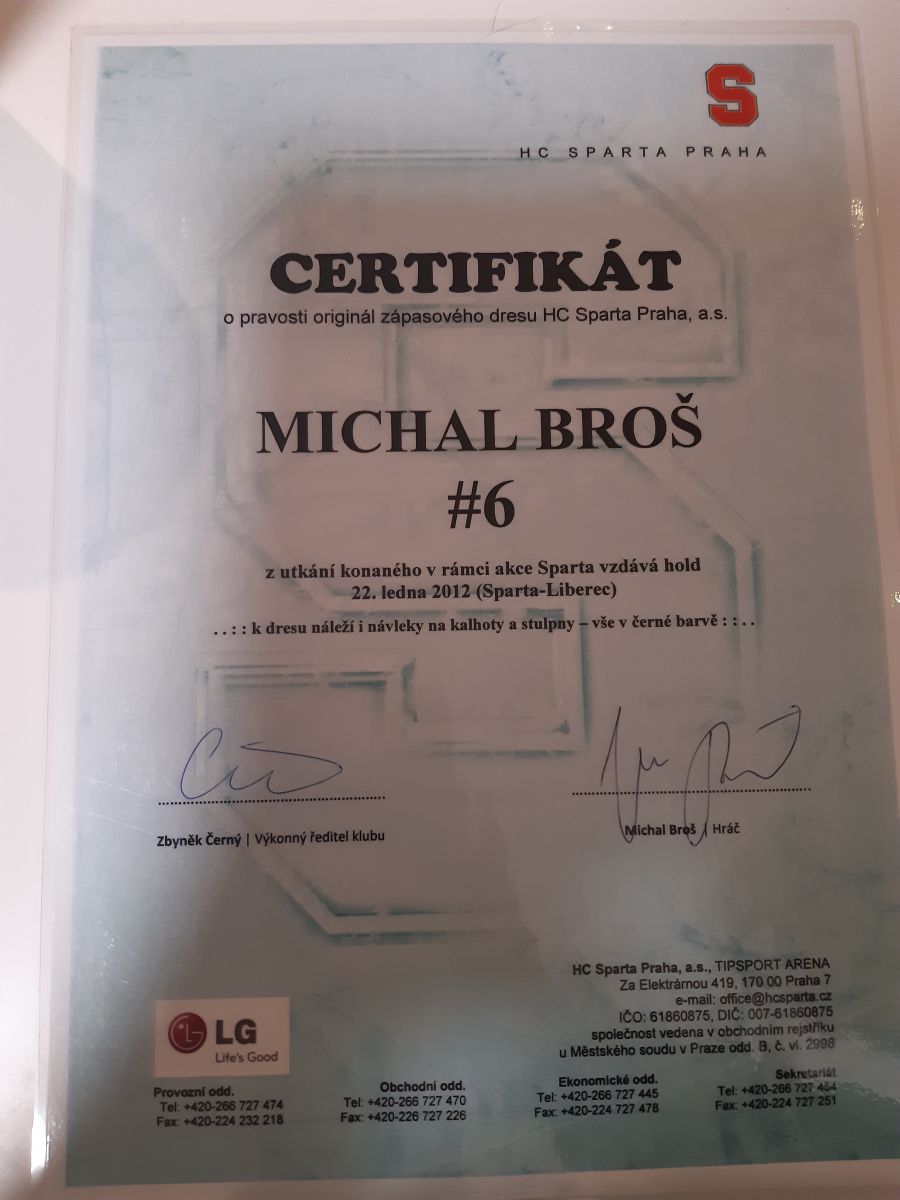 S
HC SPARTA PRAHA
CERTIFIKÁT
o pravosti originál zápasového dresu HC Sparta Praha, a.s.
MICHAL BROŠ
#6
z utkání konaného v rámci akce Sparta vzdává hold
22. ledna 2012 (Sparta-Liberec)
. . : : k dresu náleží i návleky na kalhoty a stulpny – vše v černé barvě : : . .
Zbyněk Černý | Výkonný ředitel klubu
Michal Broš | Hráč
HC Sparta Praha, a.s., TIPSPORT ARENA
Za Elektrárnou 419, 170 00 Praha 7
e-mail: office@hcsparta.cz
IČO: 61860875, DIČ: 007-61860875
společnost vedena v obchodním rejstříku
u Městského soudu v Praze odd. B, č. vl. 2998
LG
Life's Good
Provozní odd.
Tel: +420-266 727 474
Fax: +420-224 232 218
Obchodní odd.
Tel: +420-266 727 470
Fax: +420-226 727 226
Ekonomické odd.
Tel: +420-266 727 445
Fax: +420-224 727 478
Sekretariát
Tel: +420-266 727 454
Fax: +420-224 727 251